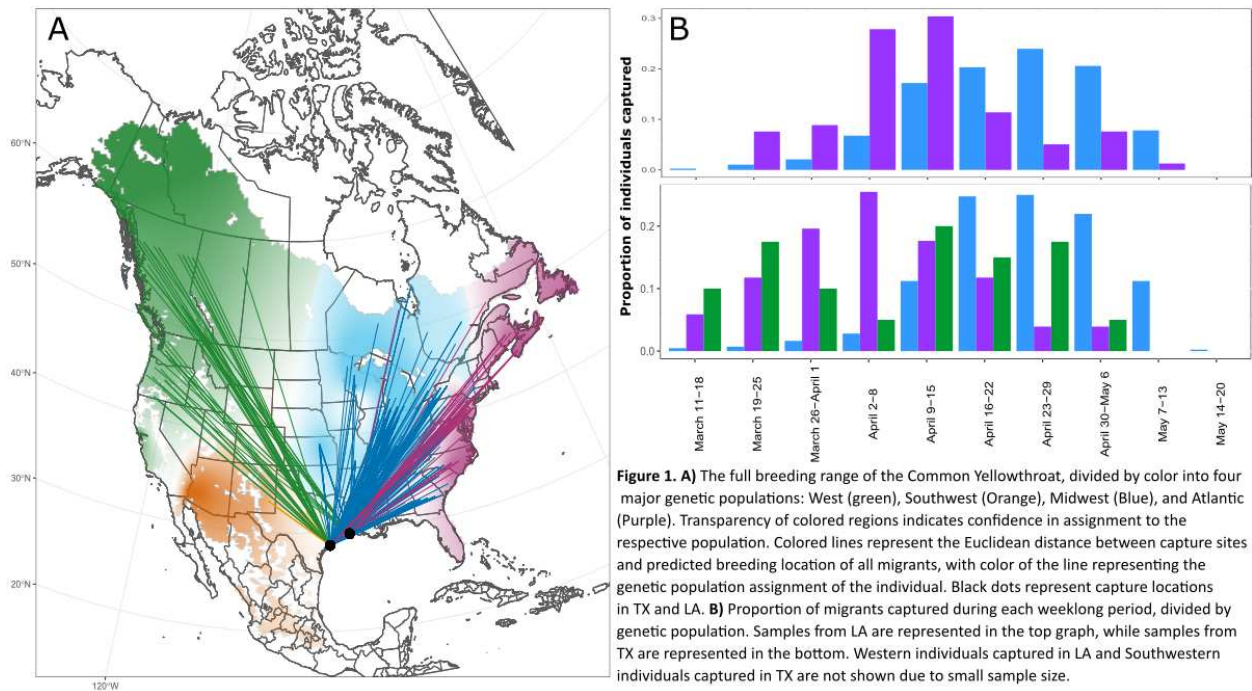 A
60°N
50°N
40°N
30°N
20°N
120°W
B
Proportion of individuals captured
0.3
0.2
0.1
0.0
0.2
0.1
0.0
March 11-18
March 19-25
March 26-April 1
April 2-8
April 9-15
April 16-22
April 23-29
April 30-May 6
May 7-13
May 14-20
Figure 1. A) The full breeding range of the Common Yellowthroat, divided by color into four
major genetic populations: West (green), Southwest (Orange), Midwest (Blue), and Atlantic
(Purple). Transparency of colored regions indicates confidence in assignment to the
respective population. Colored lines represent the Euclidean distance between capture sites
and predicted breeding location of all migrants, with color of the line representing the
genetic population assignment of the individual. Black dots represent capture locations
in TX and LA. B) Proportion of migrants captured during each weeklong period, divided by
genetic population. Samples from LA are represented in the top graph, while samples from
TX are represented in the bottom. Western individuals captured in LA and Southwestern
individuals captured in TX are not shown due to small sample size.